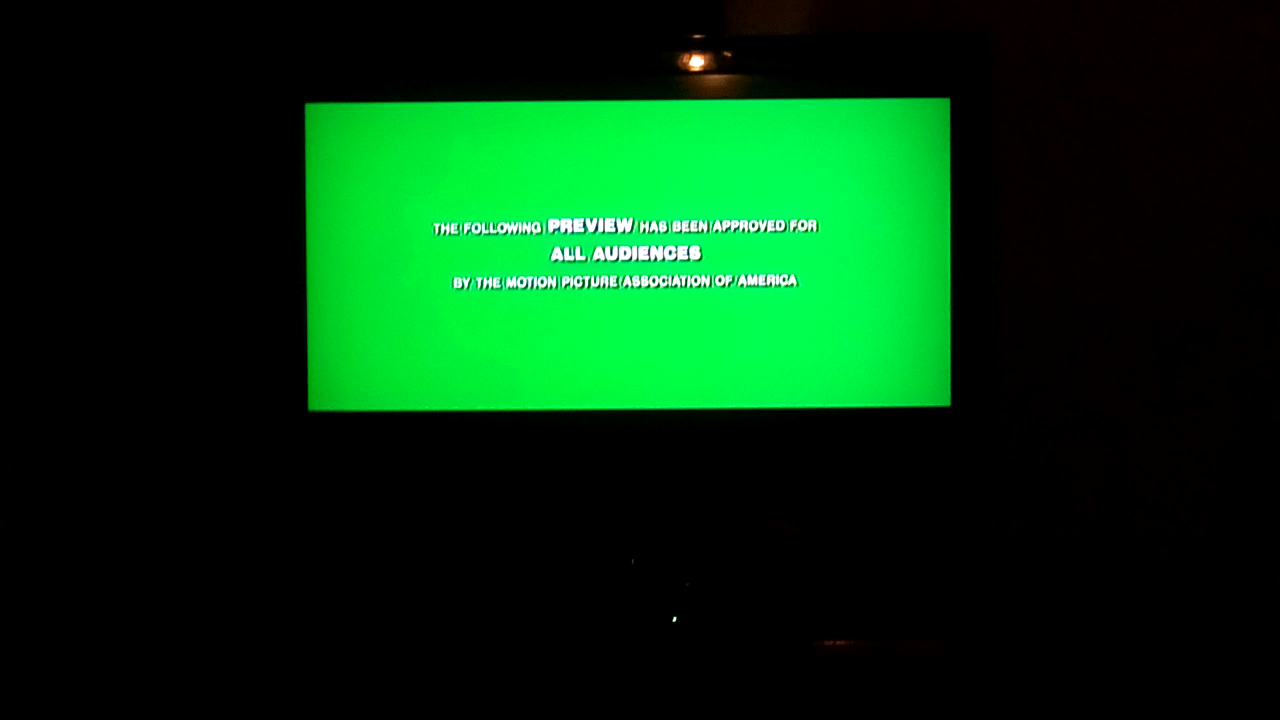 THE FOLLOWING PREVIEW HAS BEEN APPROVED FOR
ALL AUDIENCES
BY THE MOTION PICTURE ASSOCIATION OF AMERICA